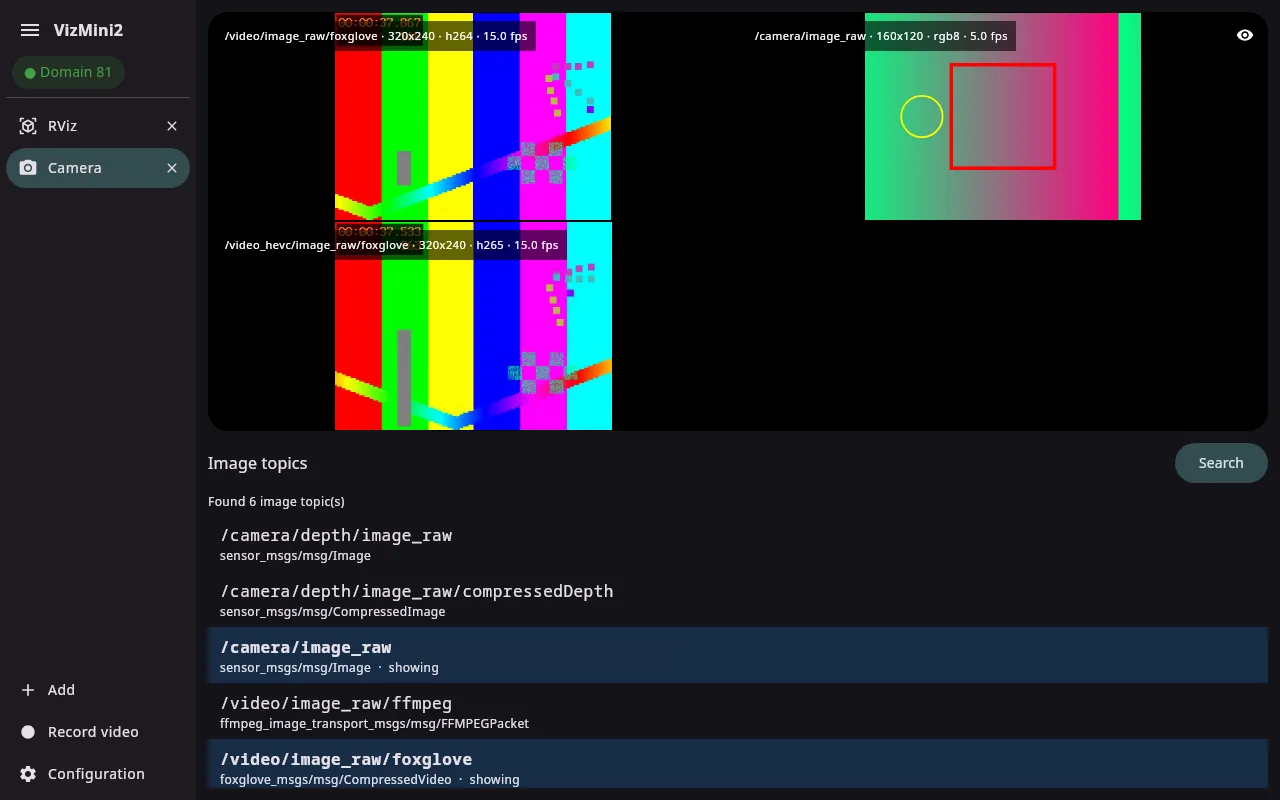 VizMini2
Domain 81
RViz
Camera
Add
Record video
Configuration
00:00:37.867
/video/image_raw/foxglove · 320x240 · h264 · 15.0 fps
/camera/image_raw · 160x120 · rgb8 · 5.0 fps
00:00:37.533
/video_hevc/image_raw/foxglove · 320x240 · h265 · 15.0 fps
Image topics
Search
Found 6 image topic(s)
/camera/depth/image_raw
sensor_msgs/msg/Image
/camera/depth/image_raw/compressedDepth
sensor_msgs/msg/CompressedImage
/camera/image_raw
sensor_msgs/msg/Image · showing
/video/image_raw/ffmpeg
ffmpeg_image_transport_msgs/msg/FFMPEGPacket
/video/image_raw/foxglove
foxglove_msgs/msg/CompressedVideo · showing